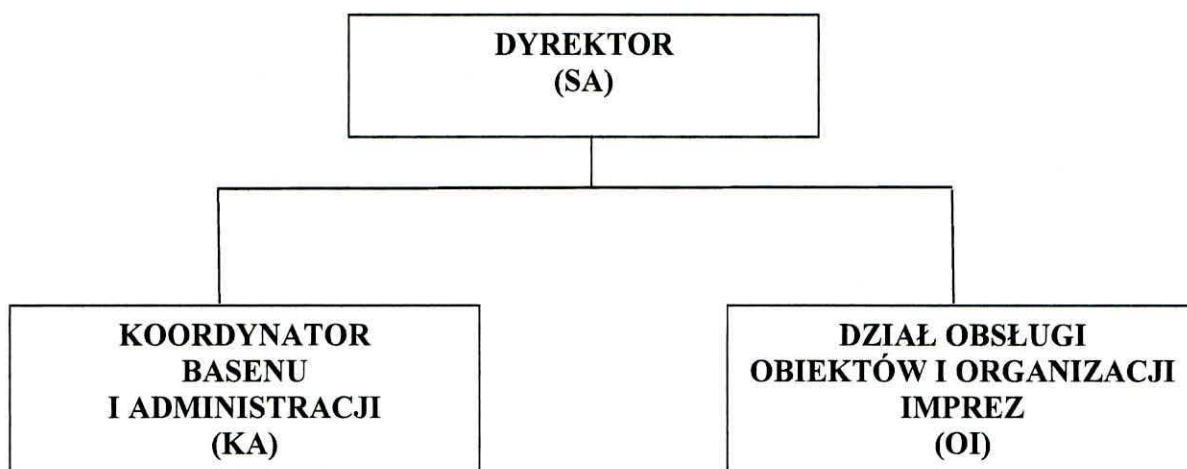 DYREKTOR
(SA)
KOORDYNATOR
BASENU
I ADMINISTRACJI
(KA)
DZIAŁ OBSŁUGI
OBIEKTÓW I ORGANIZACJI
IMPREZ
(OI)